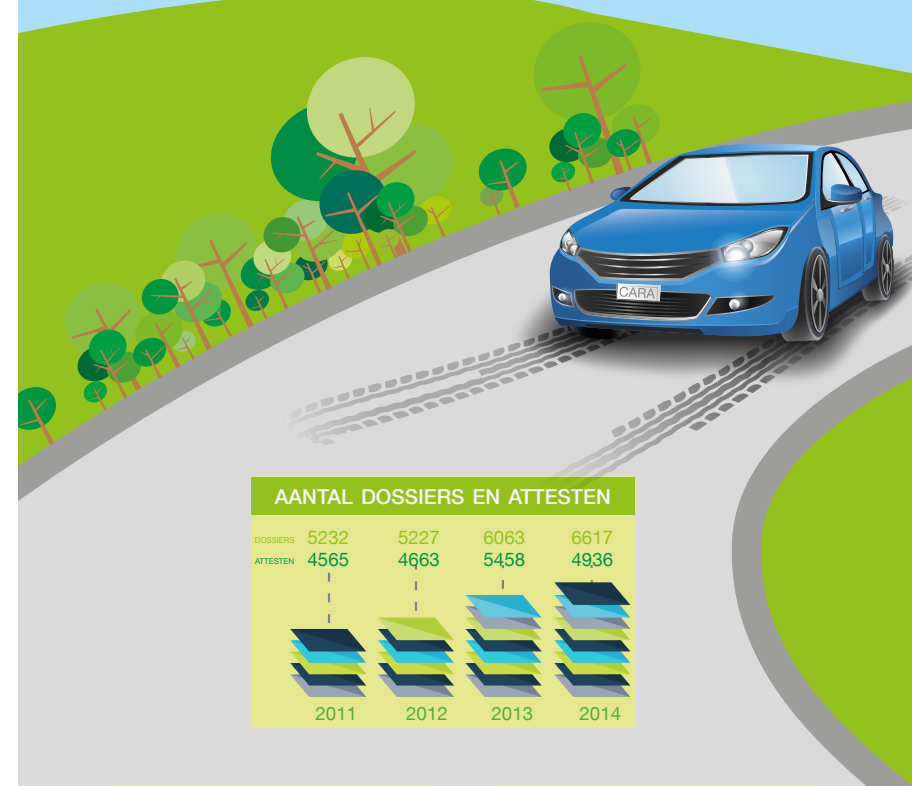 CARA
AANTAL DOSSIERS EN ATTESTEN
DOSSIERS 5232 5227 6063 6617
ATTESTEN 4565 4663 5458 4936
2011 2012 2013 2014